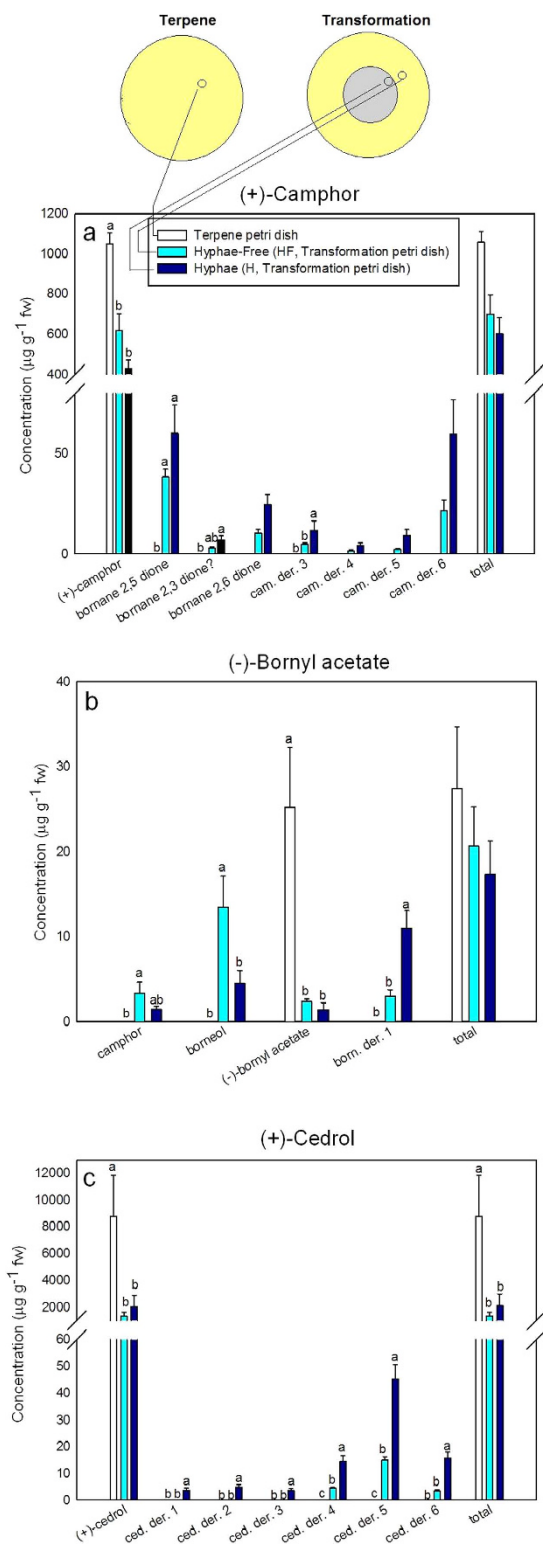 Terpene
Transformation
(+)-Camphor
a
Terpene petri dish
Hyphae-Free (HF, Transformation petri dish)
Hyphae (H, Transformation petri dish)
Concentration (µg g-1 fw)
1200
1000
800
600
400
50
0
a
b
b
b
a
a
b
ab
a
b
b
a
(+)-camphor
bornane 2,5 dione
bornane 2,3 dione?
bornane 2,6 dione
cam. der. 3
cam. der. 4
cam. der. 5
cam. der. 6
total
(-)-Bornyl acetate
b
Concentration (µg g-1 fw)
40
30
20
10
0
b
a
ab
b
a
b
a
b
b
b
b
a
camphor
borneol
(-)-bornyl acetate
born. der. 1
total
(+)-Cedrol
c
Concentration (µg g-1 fw)
12000
10000
8000
6000
4000
2000
60
50
40
30
20
10
0
a
b
b
b b a
b b a
b b a
c b a
c b a
b b a
a
b
b
(+)-cedrol
ced. der. 1
ced. der. 2
ced. der. 3
ced. der. 4
ced. der. 5
ced. der. 6
total